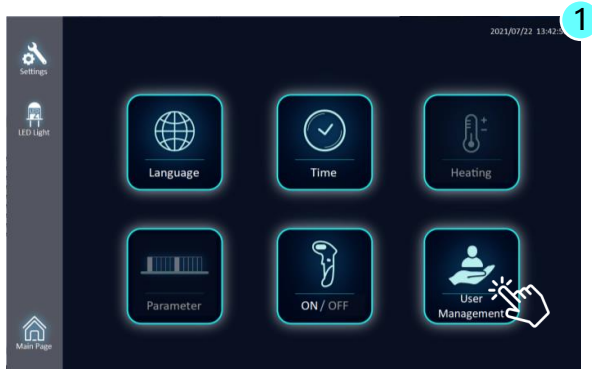 1
2021/07/22 13:42:5
Settings
LED Light
Language
Time
Heating
Parameter
ON / OFF
User
Management
Main Page